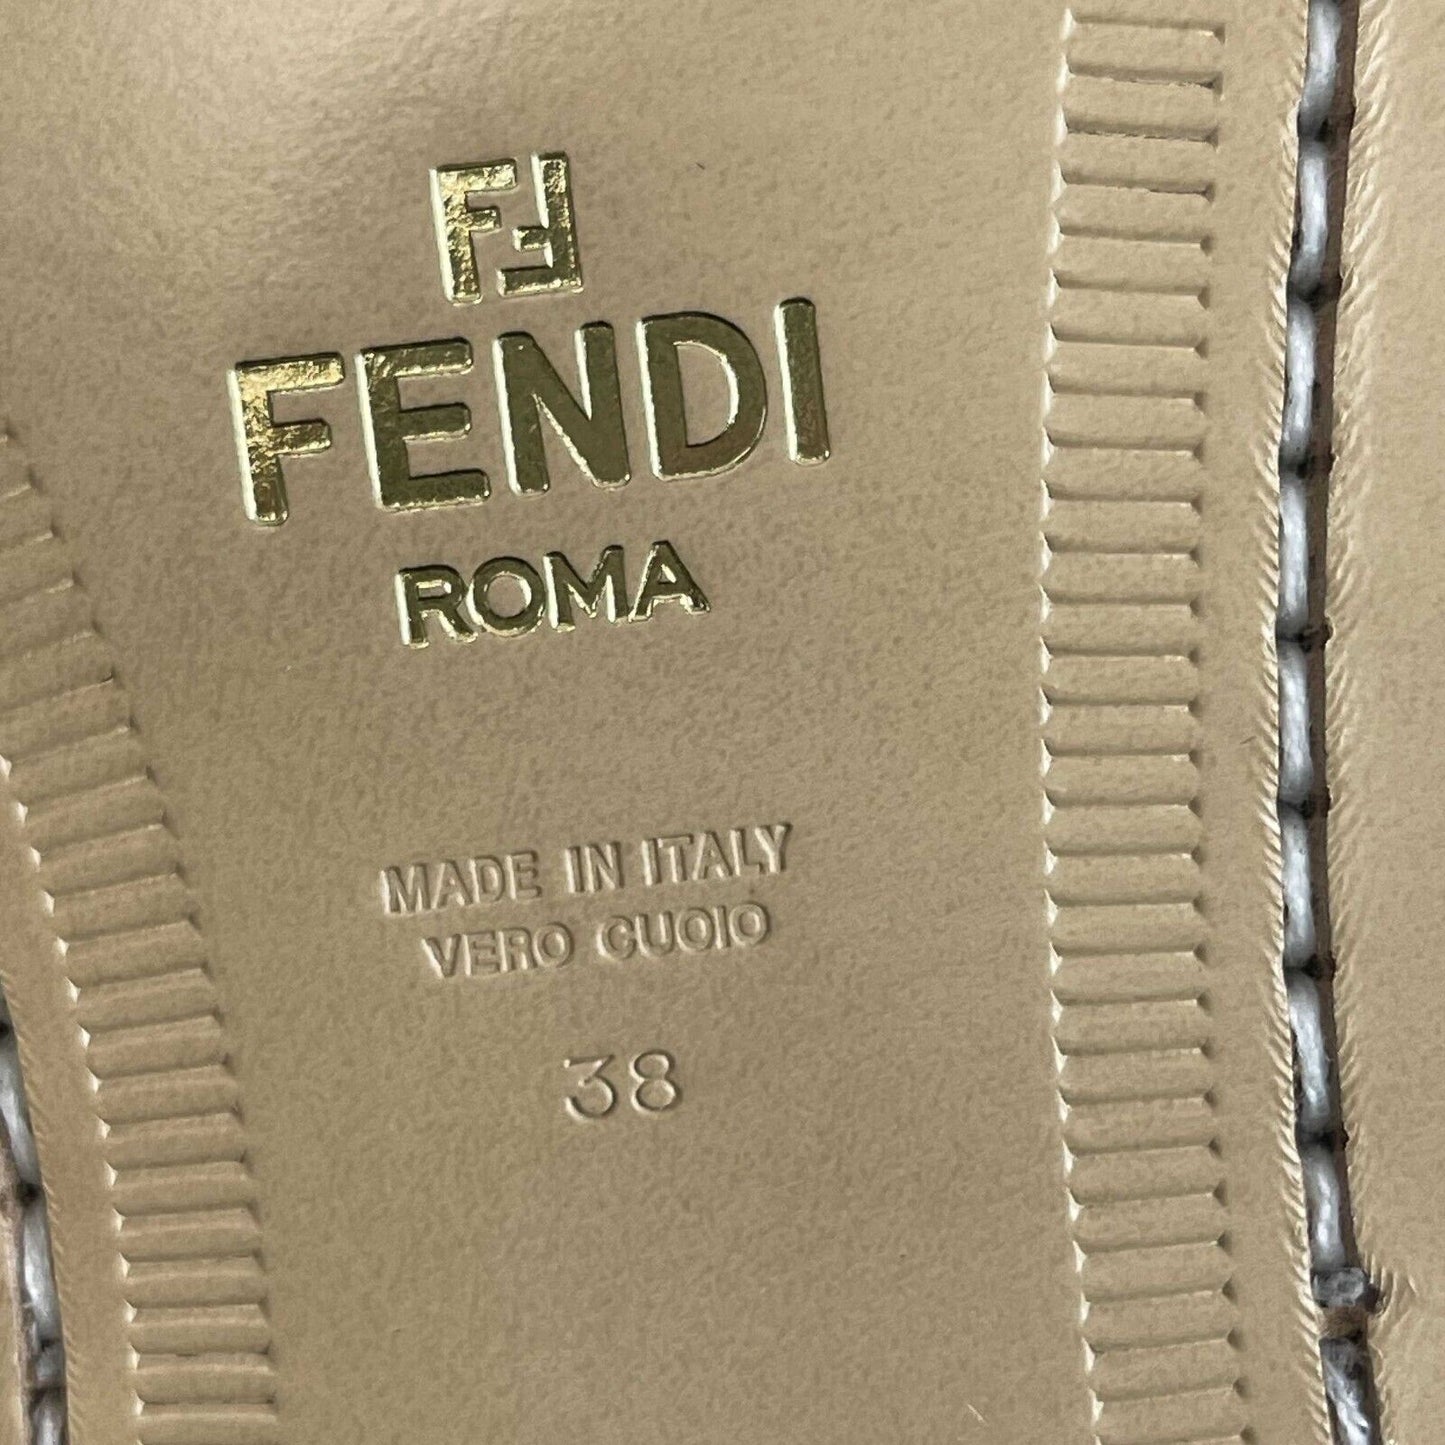 FF
FENDI
ROMA
MADE IN ITALY
VERO CUOIO
38